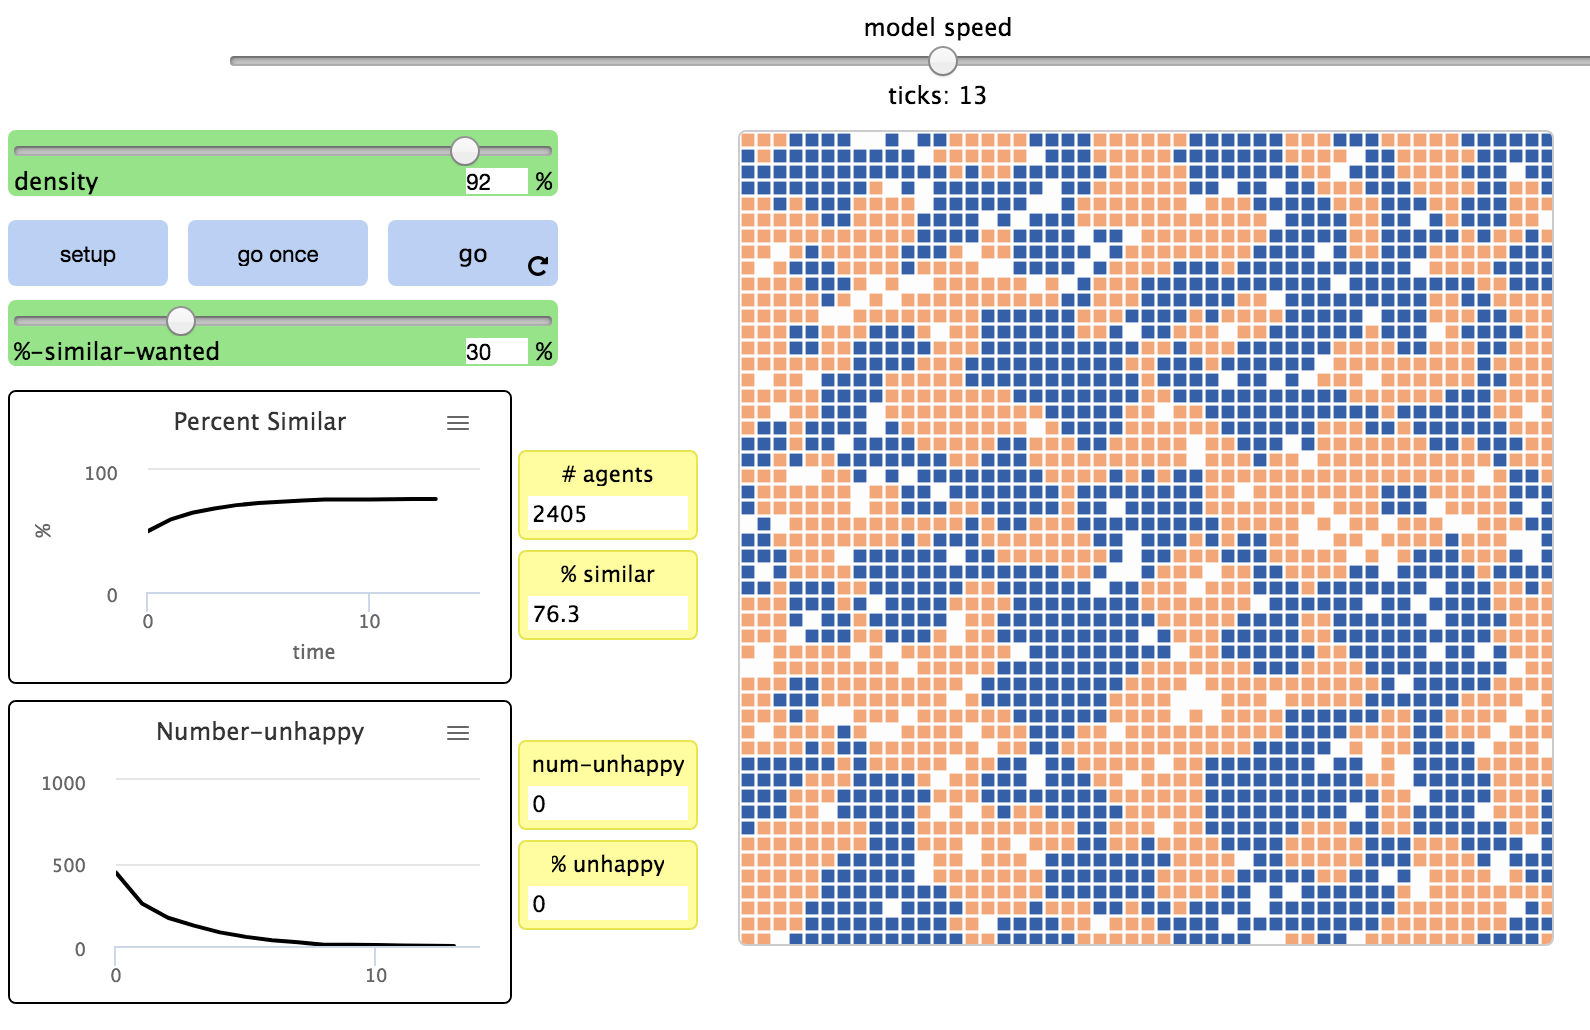 model speed
ticks: 13
density 92 %
setup
go once
go
%-similar-wanted 30 %
Percent Similar
100
%
0
0 10
time
# agents
2405
% similar
76.3
Number-unhappy
1000
500
0
0 10
num-unhappy
0
% unhappy
0